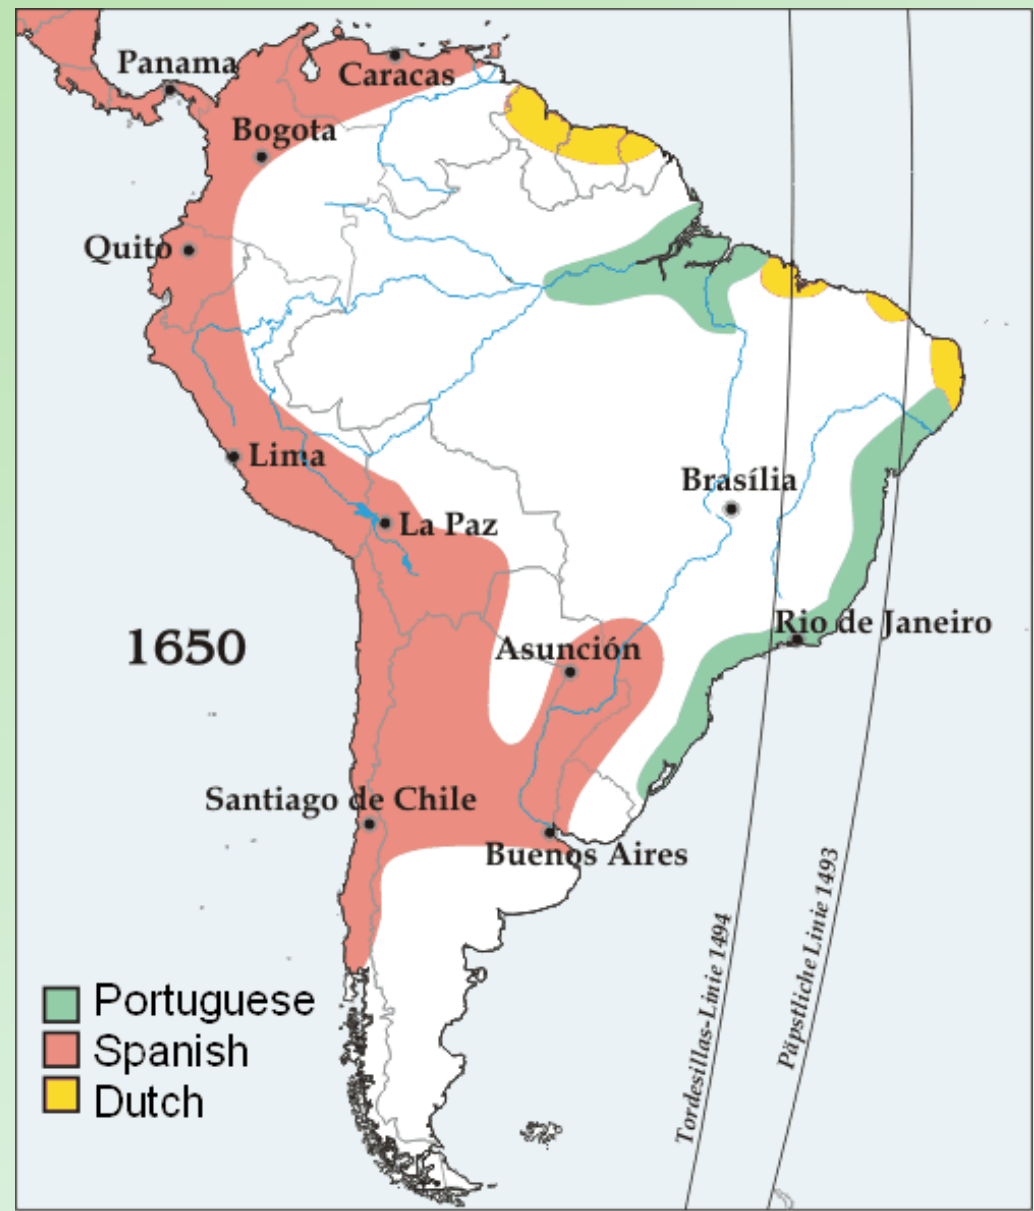 Panama
Caracas
Bogota
Quito
Lima
La Paz
Brasília
Rio de Janeiro
Asunción
1650
Santiago de Chile
Buenos Aires
Tordesillas-Linie 1494
Päpstliche Linie 1493
Portuguese
Spanish
Dutch